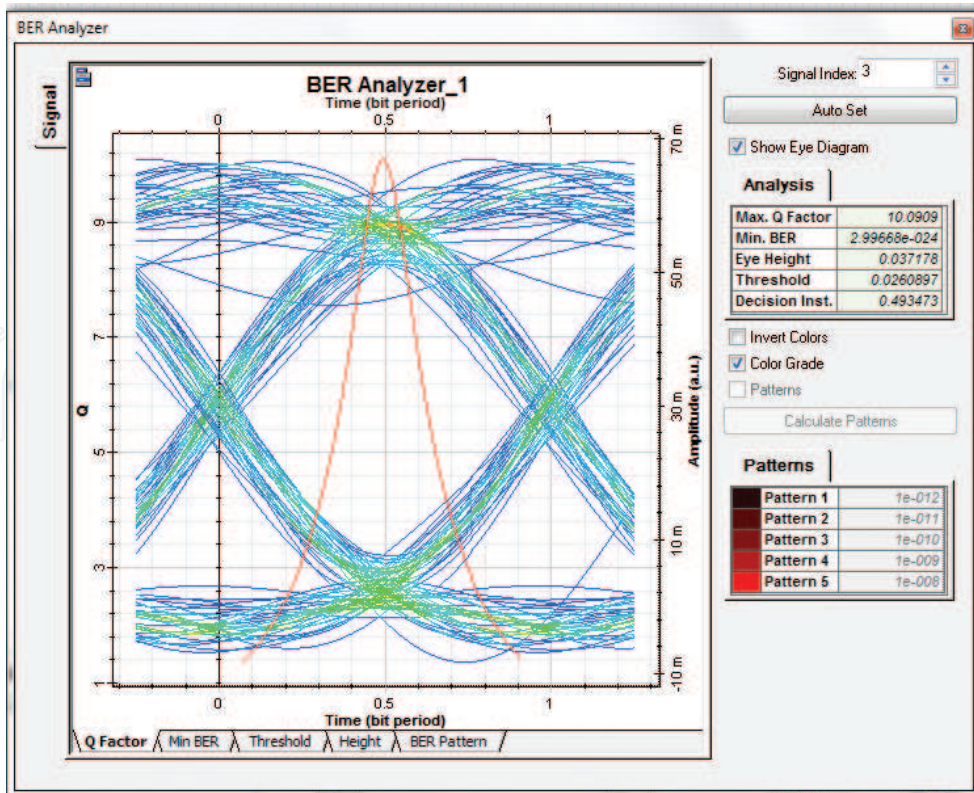 BER Analyzer
Signal
BER Analyzer_1
Time (bit period)
0 0.5 1
Q
9
7
5
3
1
70 m
50 m
30 m
10 m
-10 m
Amplitude (a.u.)
0 0.5 1
Time (bit period)
Q Factor Min BER Threshold Height BER Pattern
Signal Index: 3
Auto Set
Show Eye Diagram
Analysis
Max. Q Factor 10.0909
Min. BER 2.99668e-024
Eye Height 0.037178
Threshold 0.0260897
Decision Inst. 0.493473
Invert Colors
Color Grade
Patterns
Calculate Patterns
Patterns
Pattern 1 1e-012
Pattern 2 1e-011
Pattern 3 1e-010
Pattern 4 1e-009
Pattern 5 1e-008